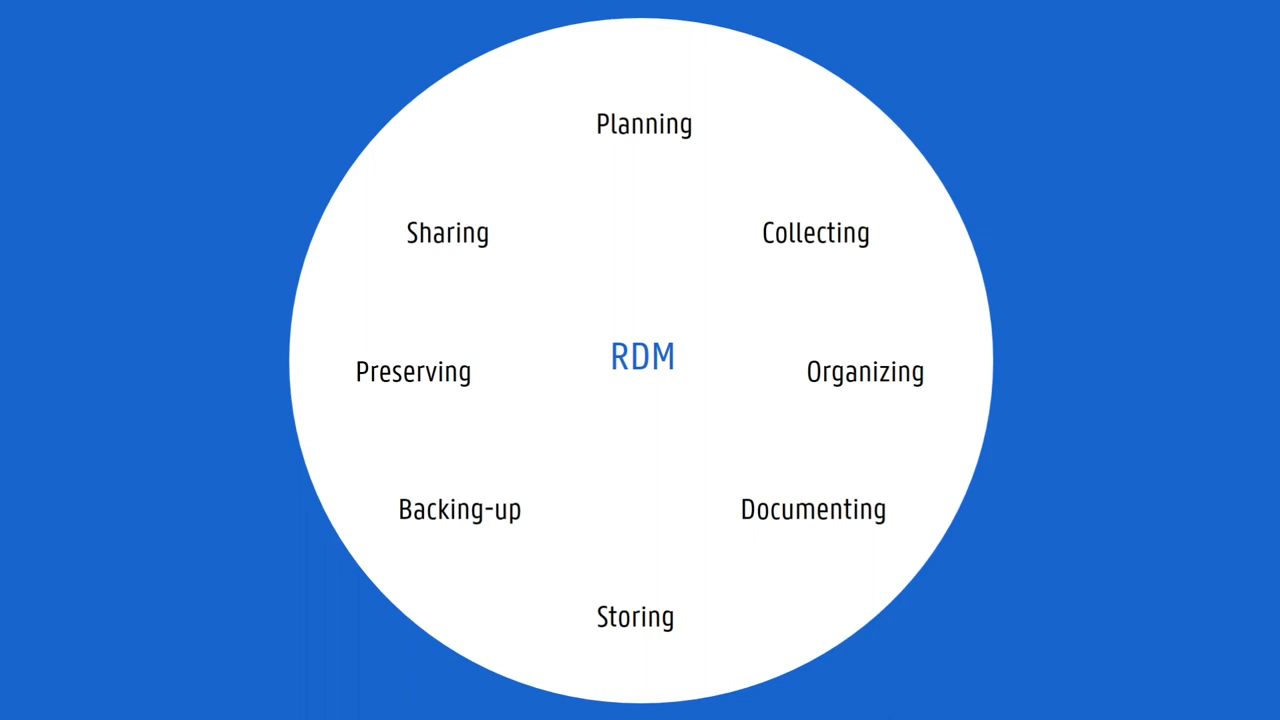 Planning
Sharing
Collecting
RDM
Preserving
Organizing
Backing-up
Documenting
Storing